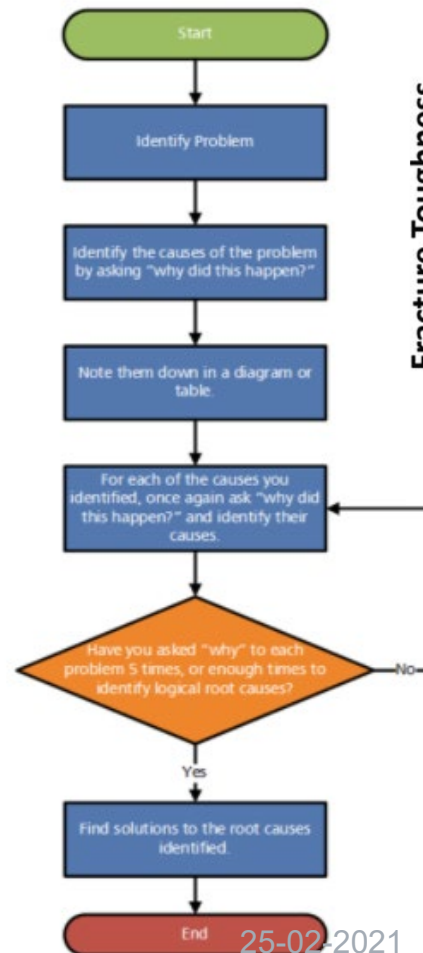 Start
Identify Problem
Identify the causes of the problem
by asking "why did this happen?"
Note them down in a diagram or
table.
For each of the causes you
identified, once again ask "why did
this happen?" and identify their
causes.
Have you asked "why" to each
problem 5 times, or enough times to
identify logical root causes?
No
Yes
Find solutions to the root causes
identified.
End
25-02-2021
Fracture Toughness